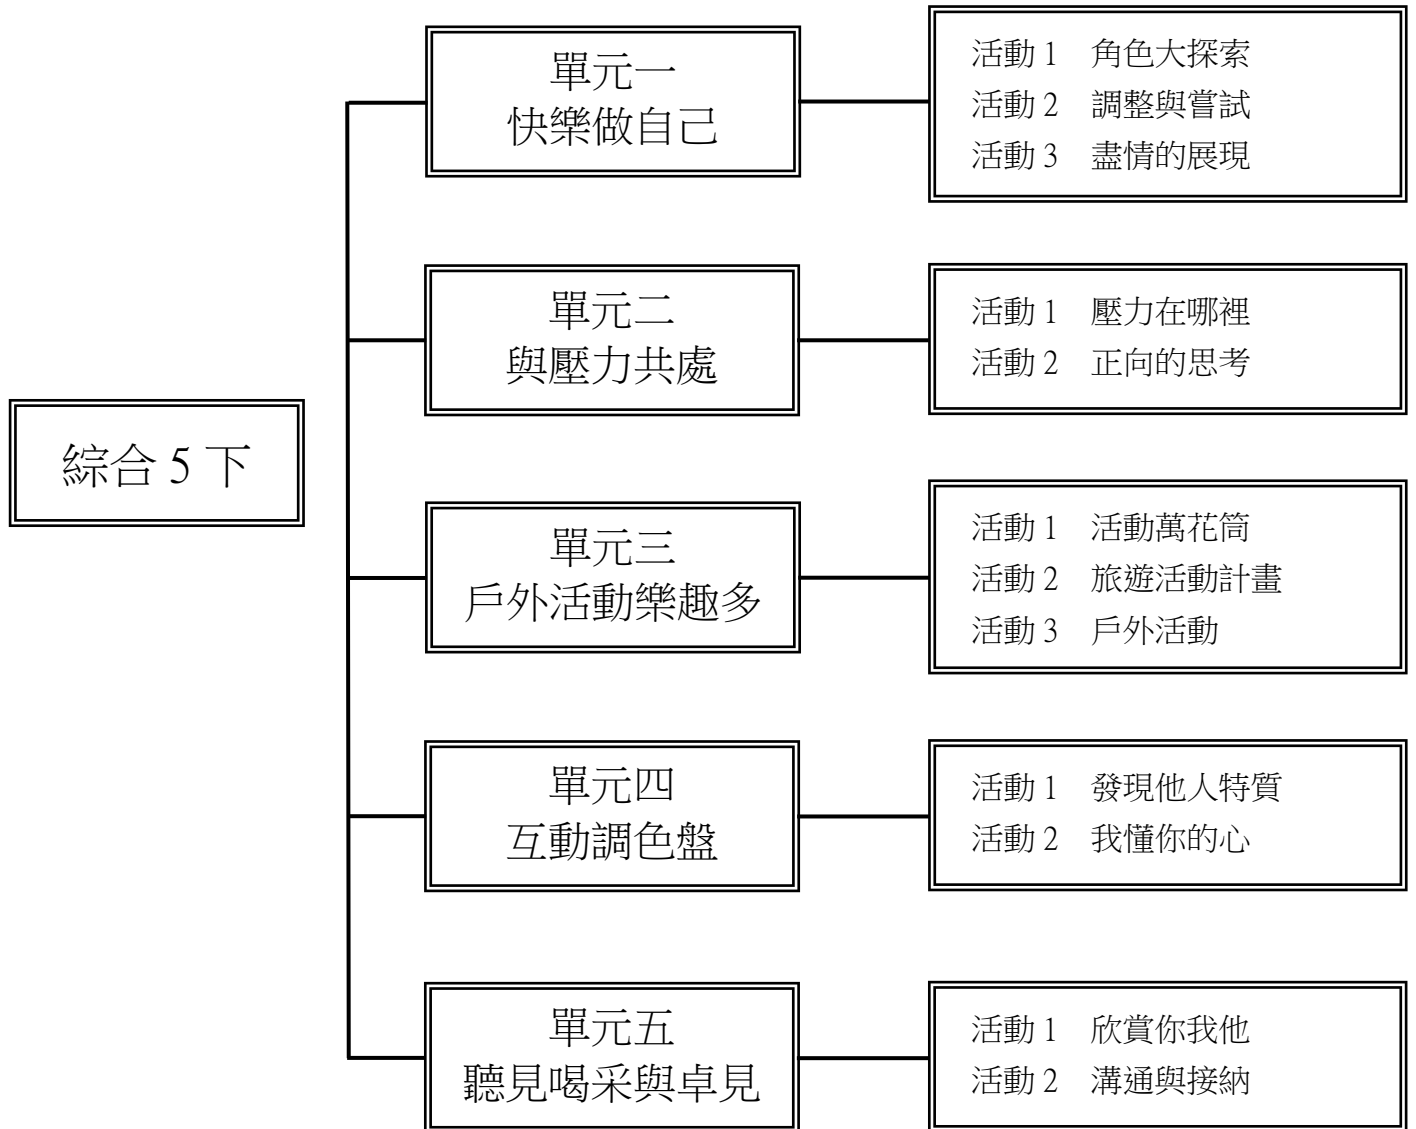 綜合 5 下
單元一
快樂做自己
活動 1 角色大探索
活動 2 調整與嘗試
活動 3 盡情的展現
單元二
與壓力共處
活動 1 壓力在哪裡
活動 2 正向的思考
單元三
戶外活動樂趣多
活動 1 活動萬花筒
活動 2 旅遊活動計畫
活動 3 戶外活動
單元四
互動調色盤
活動 1 發現他人特質
活動 2 我懂你的心
單元五
聽見喝采與卓見
活動 1 欣賞你我他
活動 2 溝通與接納